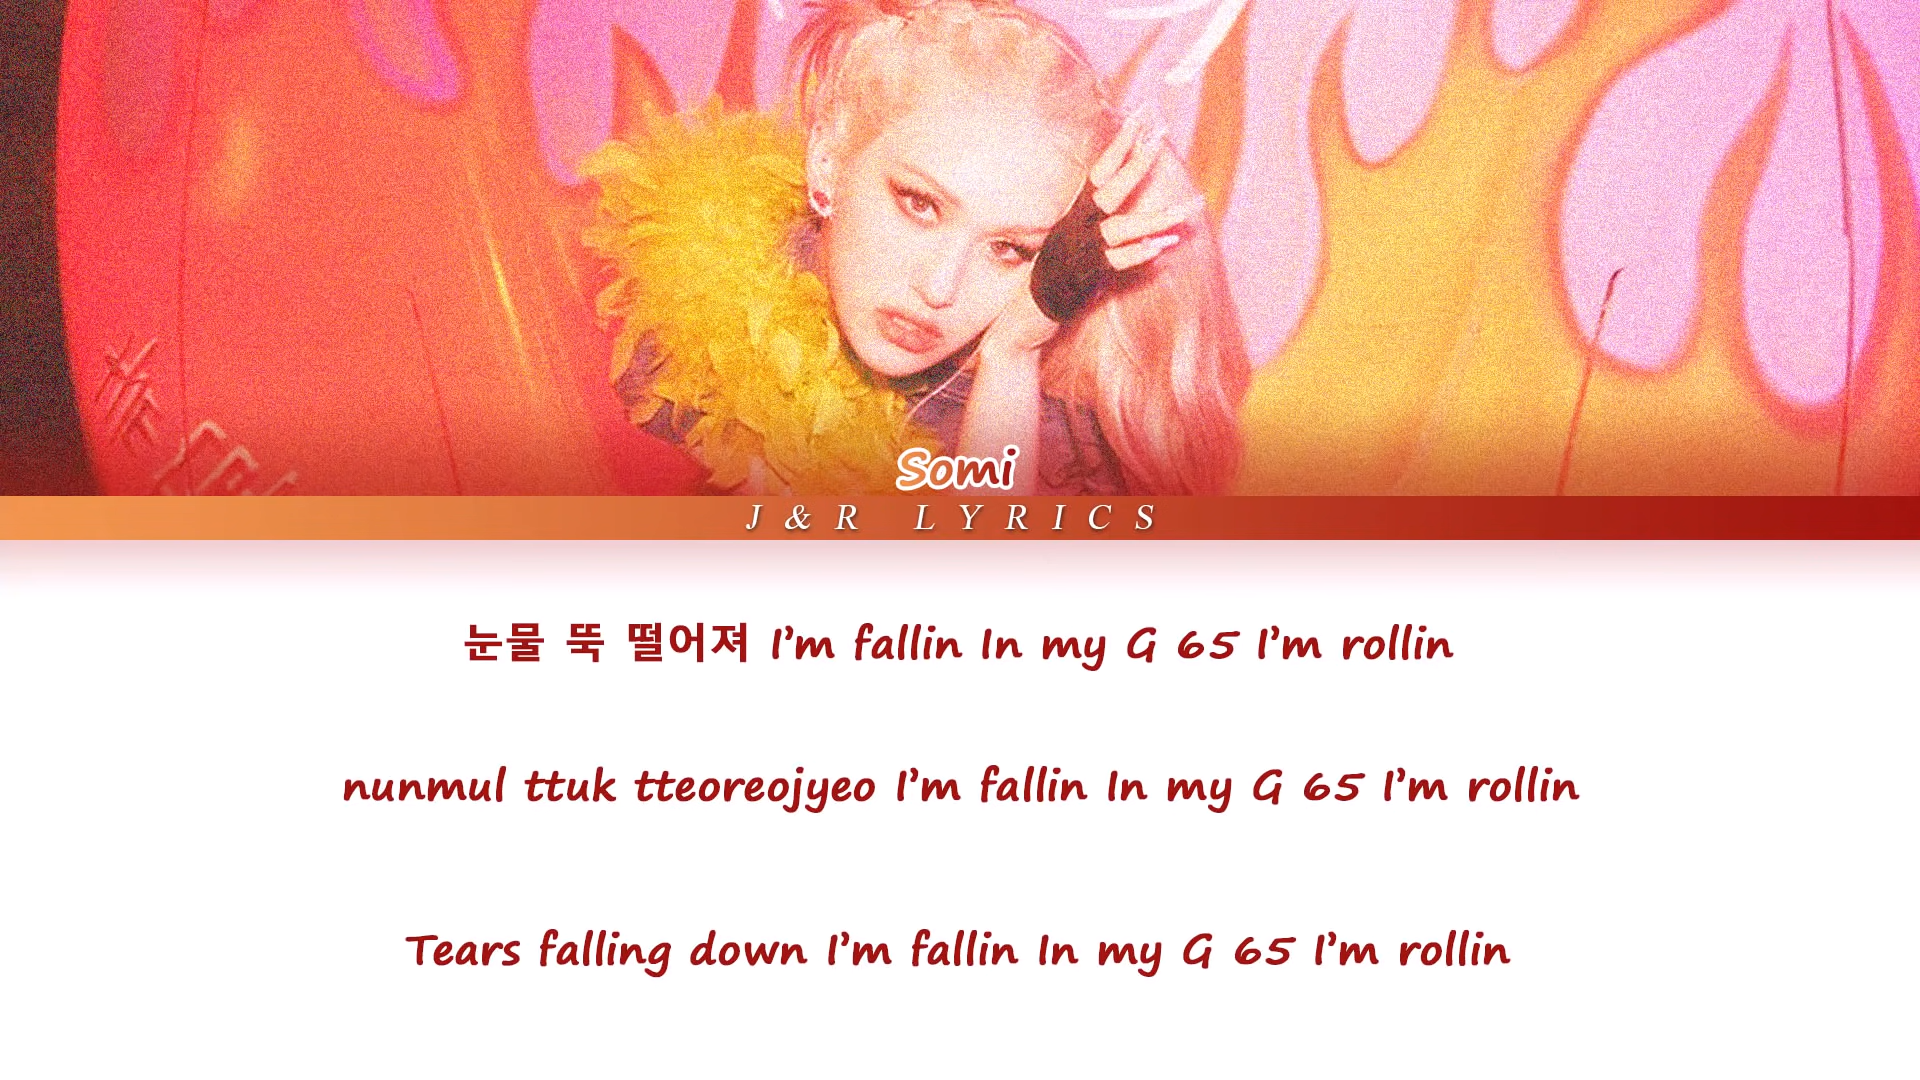 Somi
J & R LYRICS
눈물 뚝 떨어져 I'm fallin In my G 65 I'm rollin
nunmul ttuk tteoreojyeo I'm fallin In my G 65 I'm rollin
Tears falling down I'm fallin In my G 65 I'm rollin